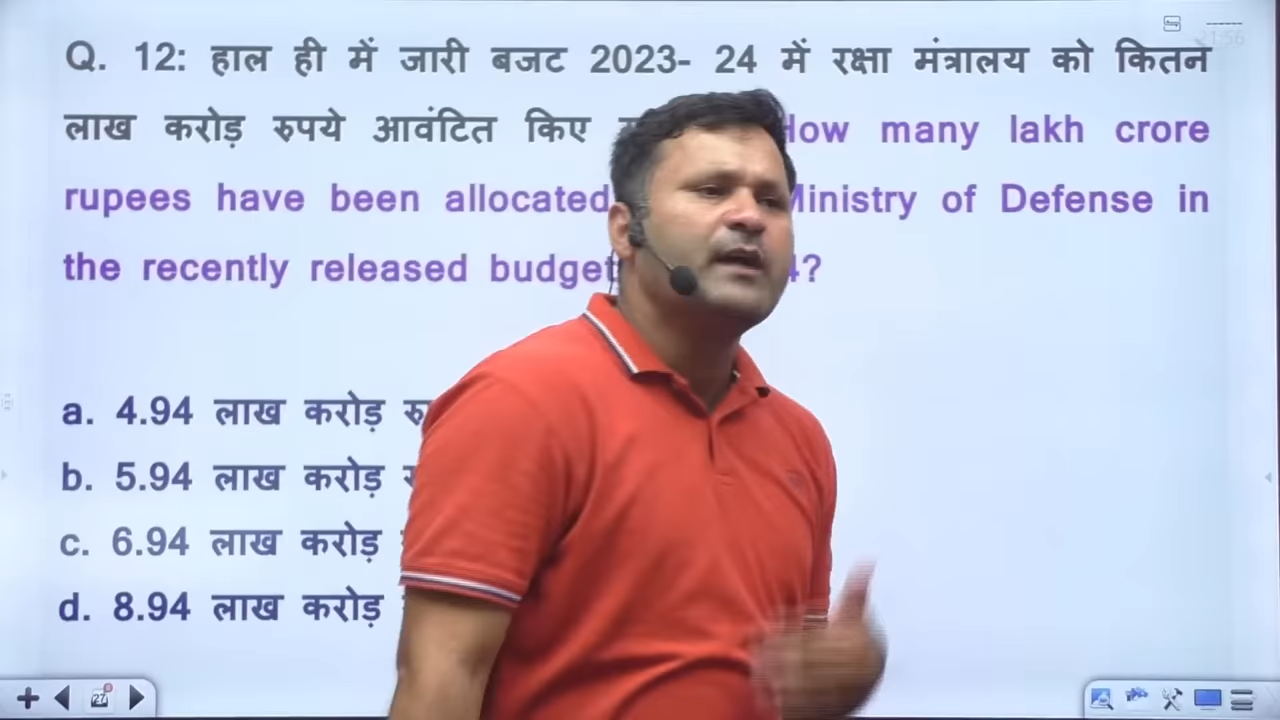 Q. 12: हाल ही में जारी बजट 2023- 24 में रक्षा मंत्रालय को कितने
लाख करोड़ रुपये आवंटित किए How many lakh crore
rupees have been allocated Ministry of Defense in
the recently released budget 4?
a. 4.94 लाख करोड़
b. 5.94 लाख करोड़
c. 6.94 लाख करोड़
d. 8.94 लाख करोड़
27